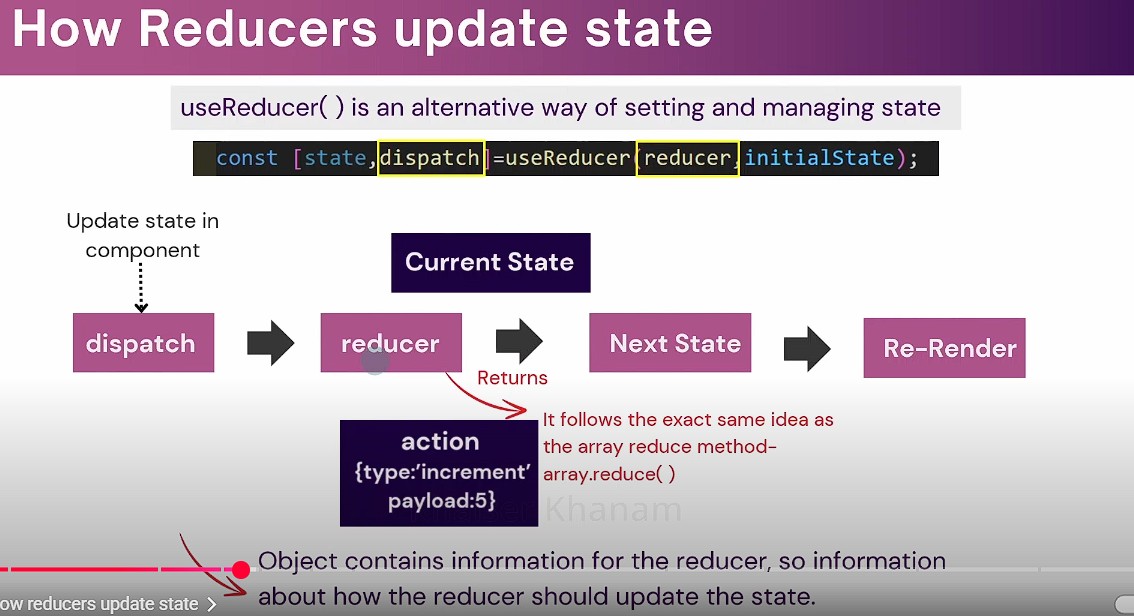 How Reducers update state
useReducer( ) is an alternative way of setting and managing state
const [state,dispatch]=useReducer(reducer,initialState);
Update state in
component
Current State
dispatch
reducer
Next State
Re-Render
Returns
It follows the exact same idea as
the array reduce method-
array.reduce( )
action
{type:’increment’
payload:5}
Khanam
Object contains information for the reducer, so information
about how the reducer should update the state.
ow reducers update state >